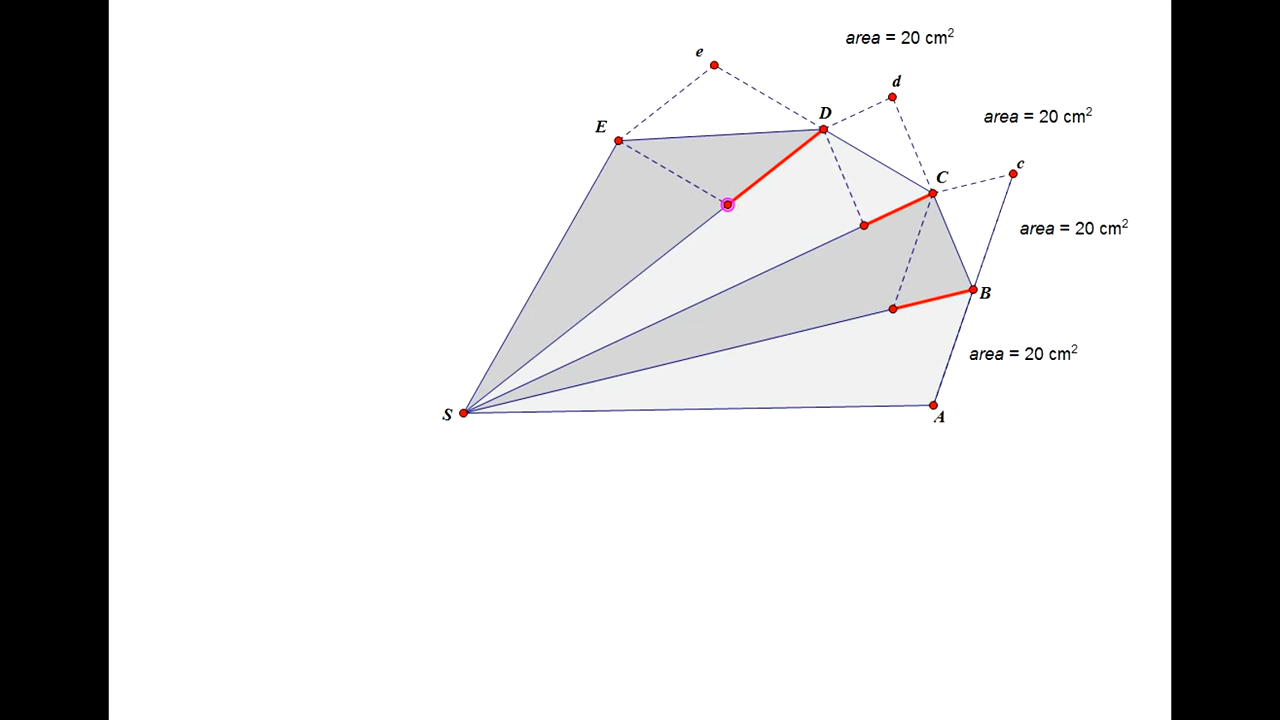 e
area = 20 cm²
d
D
E
area = 20 cm²
c
C
area = 20 cm²
B
area = 20 cm²
S
A